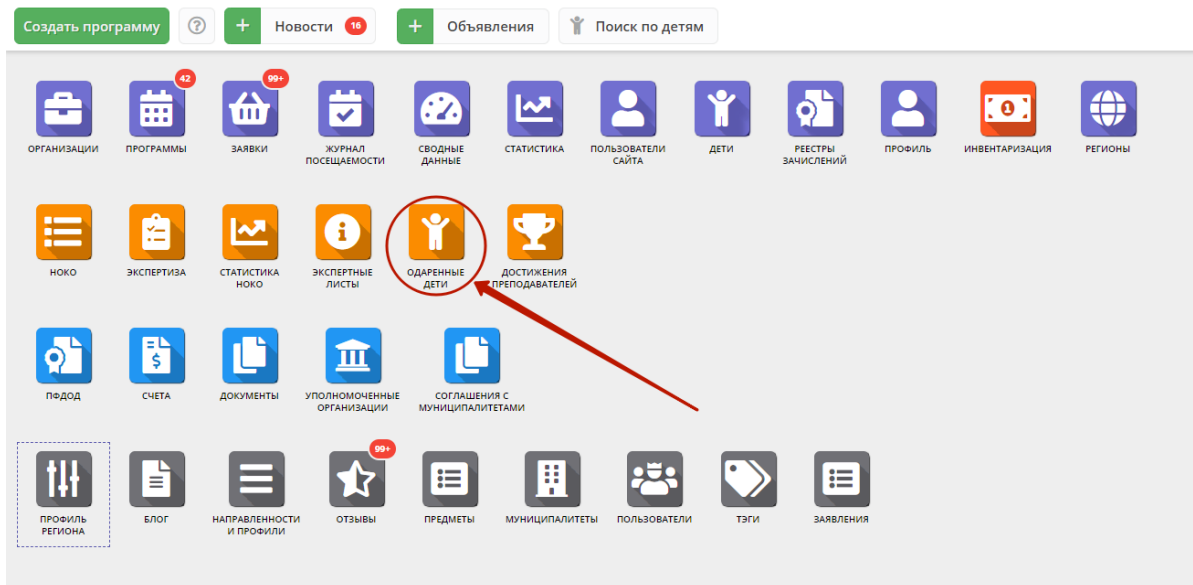 Создать программу ? + Новости 16 + Объявления Поиск по детям
42 99+
ОРГАНИЗАЦИИ ПРОГРАММЫ ЗАЯВКИ ЖУРНАЛ СВОДНЫЕ СТАТИСТИКА ПОЛЬЗОВАТЕЛИ ДЕТИ РЕЕСТРЫ ПРОФИЛЬ ИНВЕНТАРИЗАЦИЯ РЕГИОНЫ
ПОСЕЩАЕМОСТИ ДАННЫЕ САЙТА ЗАЧИСЛЕНИЙ
НОКО ЭКСПЕРТИЗА СТАТИСТИКА ЭКСПЕРТНЫЕ ОДАРЕННЫЕ ДОСТИЖЕНИЯ
НОКО ЛИСТЫ ДЕТИ ПРЕПОДАВАТЕЛЕЙ
ПФДОД СЧЕТА ДОКУМЕНТЫ УПОЛНОМОЧЕННЫЕ СОГЛАШЕНИЯ С
ОРГАНИЗАЦИИ МУНИЦИПАЛИТЕТАМИ
99+
ПРОФИЛЬ БЛОГ НАПРАВЛЕННОСТИ ОТЗЫВЫ ПРЕДМЕТЫ МУНИЦИПАЛИТЕТЫ ПОЛЬЗОВАТЕЛИ ТЭГИ ЗАЯВЛЕНИЯ
РЕГИОНА И ПРОФИЛИ